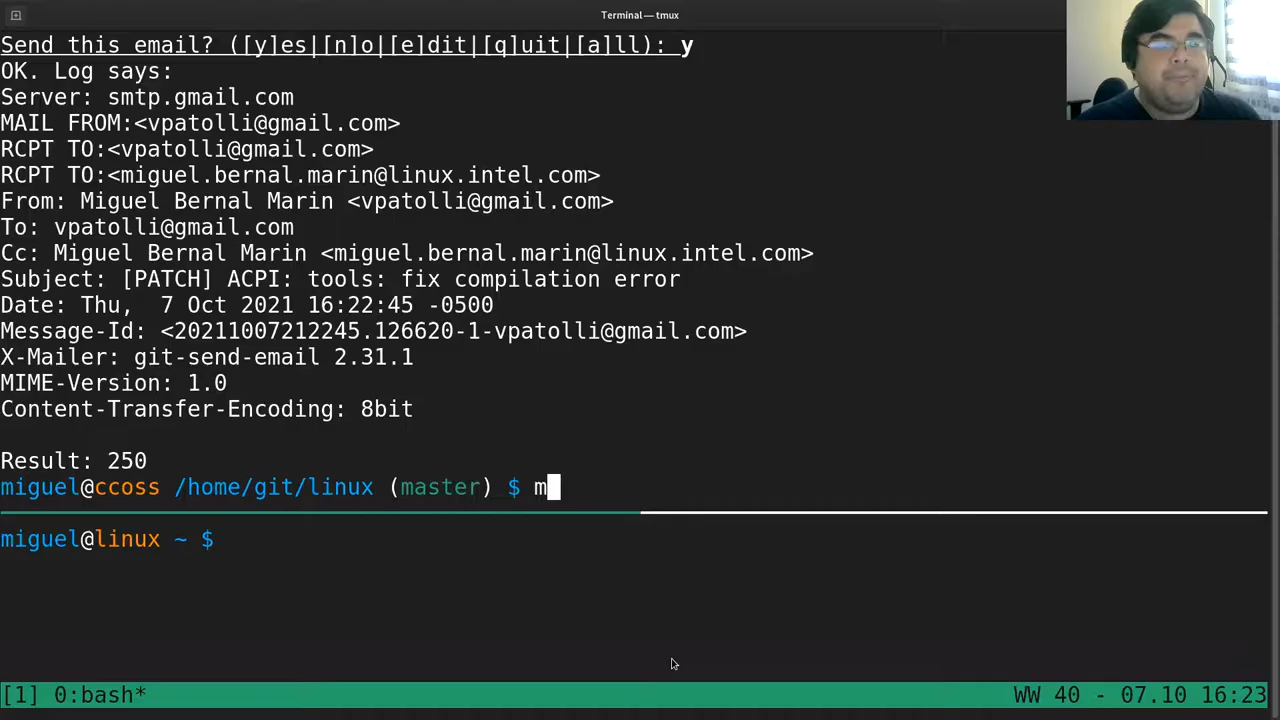 Terminal — tmux
Send this email? ([y]es|[n]o|[e]dit|[q]uit|[a]ll): y
OK. Log says:
Server: smtp.gmail.com
MAIL FROM:<vpatolli@gmail.com>
RCPT TO:<vpatolli@gmail.com>
RCPT TO:<miguel.bernal.marin@linux.intel.com>
From: Miguel Bernal Marin <vpatolli@gmail.com>
To: vpatolli@gmail.com
Cc: Miguel Bernal Marin <miguel.bernal.marin@linux.intel.com>
Subject: [PATCH] ACPI: tools: fix compilation error
Date: Thu,  7 Oct 2021 16:22:45 -0500
Message-Id: <20211007212245.126620-1-vpatolli@gmail.com>
X-Mailer: git-send-email 2.31.1
MIME-Version: 1.0
Content-Transfer-Encoding: 8bit
Result: 250
miguel@ccoss /home/git/linux (master) $ m
miguel@linux ~ $
[1] 0:bash* WW 40 - 07.10 16:23